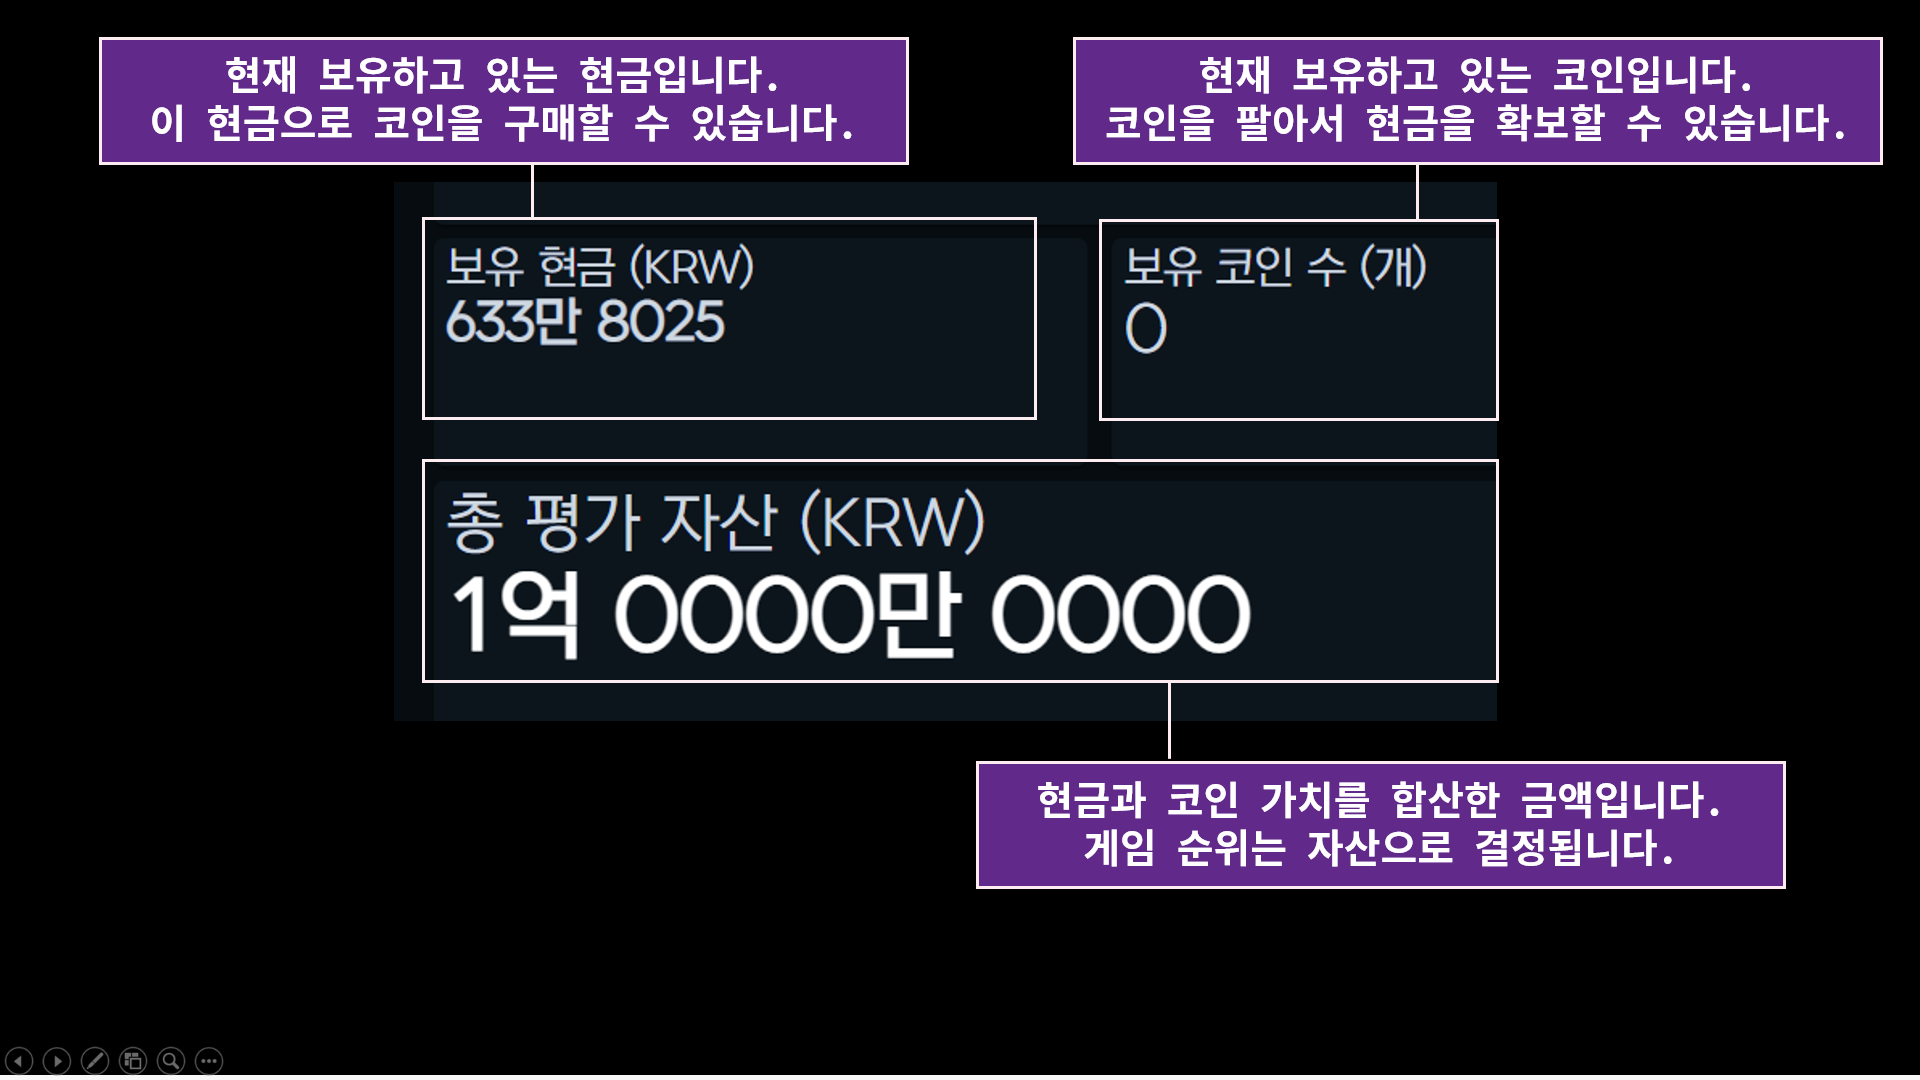 현재 보유하고 있는 현금입니다.
이 현금으로 코인을 구매할 수 있습니다.
현재 보유하고 있는 코인입니다.
코인을 팔아서 현금을 확보할 수 있습니다.
보유 현금 (KRW)
633만 8025
보유 코인 수 (개)
0
총 평가 자산 (KRW)
1억 0000만 0000
현금과 코인 가치를 합산한 금액입니다.
게임 순위는 자산으로 결정됩니다.